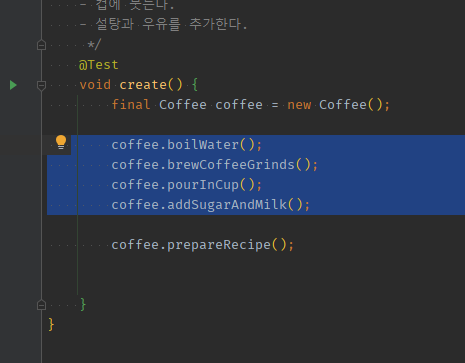 - 컵에 붓는다.
- 설탕과 우유를 추가한다.
*/
@Test
void create() {
final Coffee coffee = new Coffee();
coffee.boilWater();
coffee.brewCoffeeGrinds();
coffee.pourInCup();
coffee.addSugarAndMilk();
coffee.prepareRecipe();
}
}